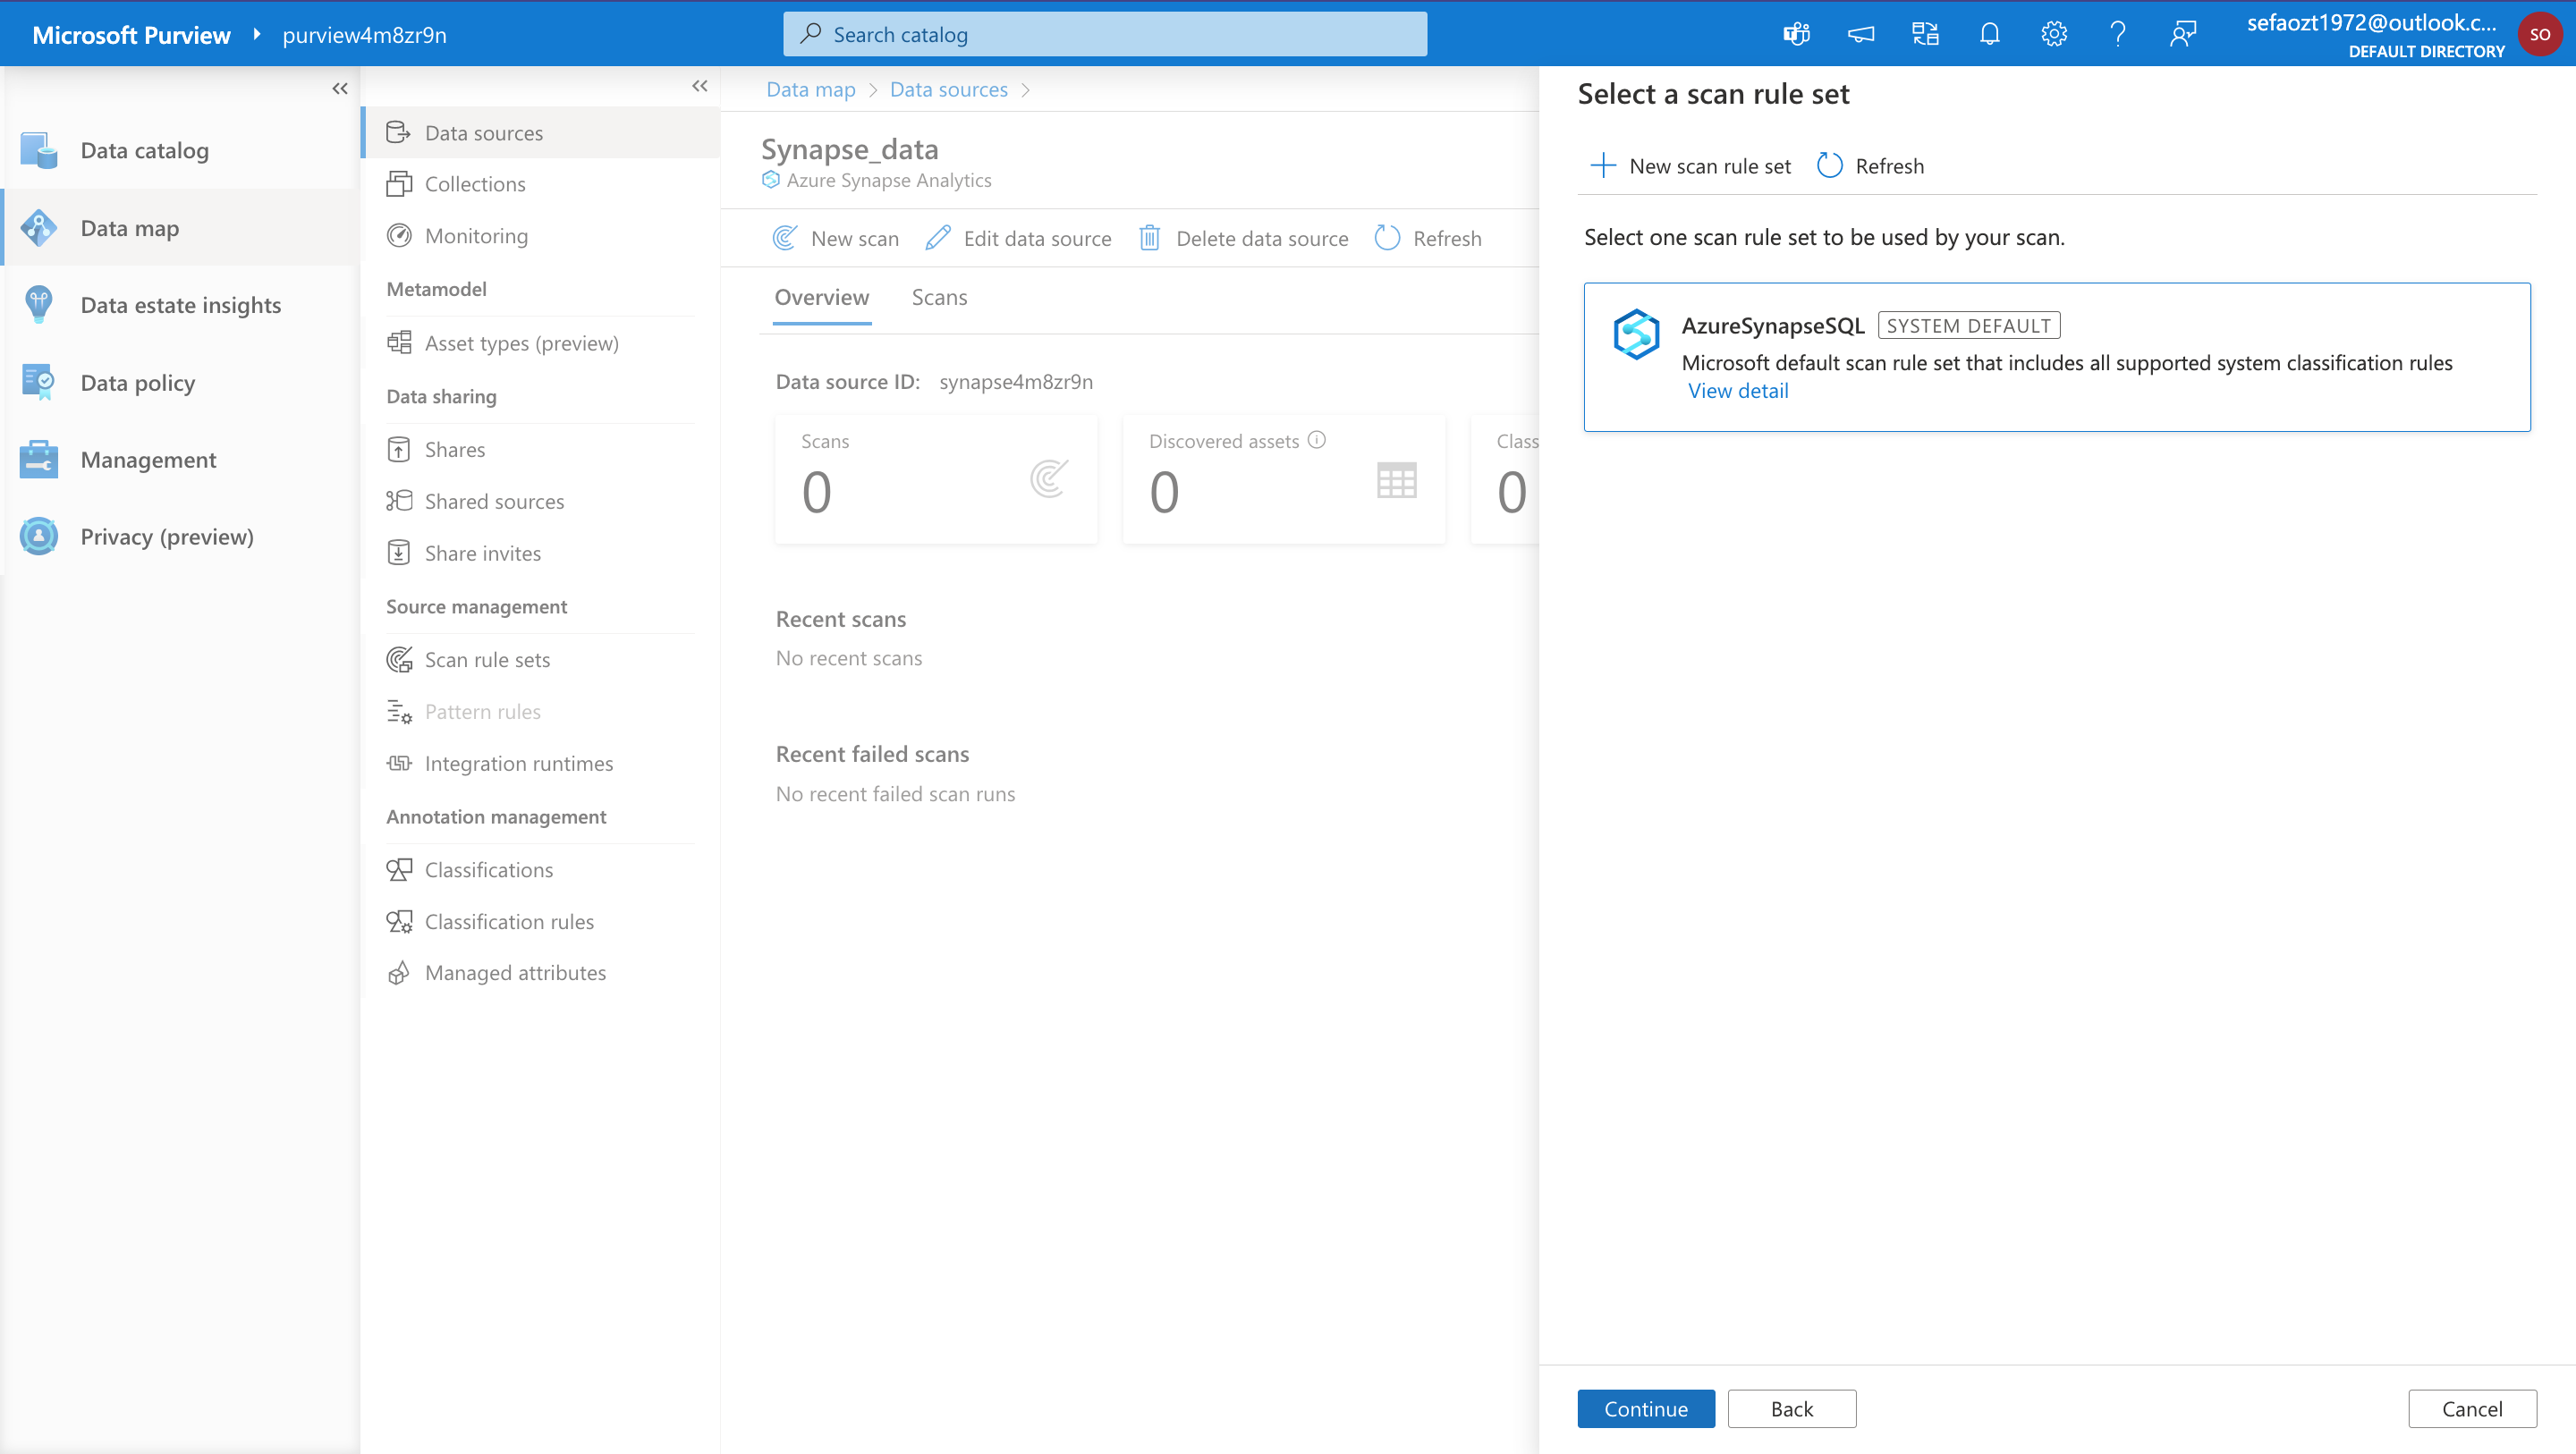 Microsoft Purview
purview4m8zr9n
Search catalog
sefaozt1972@outlook.c...
DEFAULT DIRECTORY
SO
Data catalog
Data map
Data estate insights
Data policy
Management
Privacy (preview)
Data sources
Collections
Monitoring
Metamodel
Asset types (preview)
Data sharing
Shares
Shared sources
Share invites
Source management
Scan rule sets
Pattern rules
Integration runtimes
Annotation management
Classifications
Classification rules
Managed attributes
Data map > Data sources >
Synapse_data
Azure Synapse Analytics
New scan Edit data source Delete data source Refresh
Overview Scans
Data source ID: synapse4m8zr9n
Scans
0
Discovered assets
0
Class
0
Recent scans
No recent scans
Recent failed scans
No recent failed scan runs
Select a scan rule set
New scan rule set Refresh
Select one scan rule set to be used by your scan.
AzureSynapseSQL SYSTEM DEFAULT
Microsoft default scan rule set that includes all supported system classification rules
View detail
Continue Back Cancel